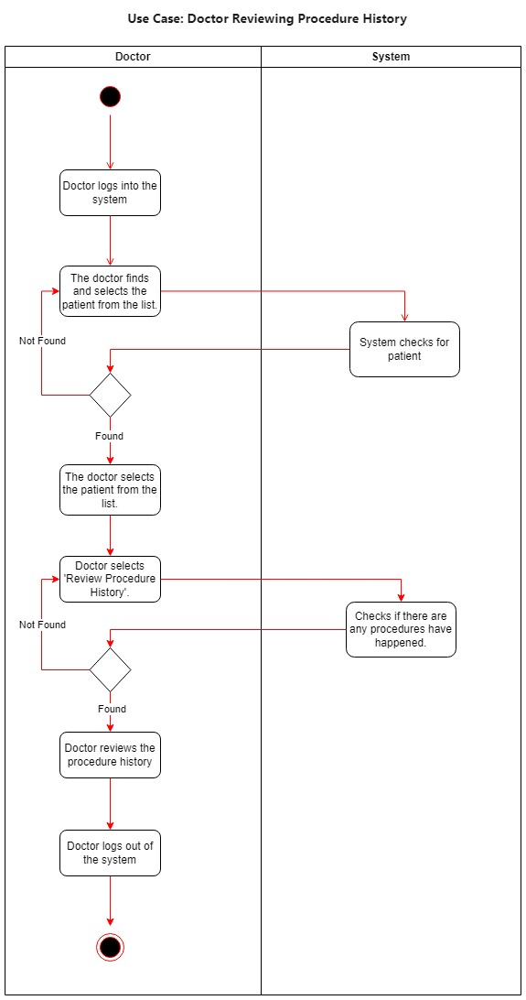 Use Case: Doctor Reviewing Procedure History
Doctor
System
Doctor logs into the
system
The doctor finds
and selects the
patient from the list.
Not Found
System checks for
patient
Found
The doctor selects
the patient from the
list.
Doctor selects
'Review Procedure
History'.
Not Found
Checks if there are
any procedures have
happened.
Found
Doctor reviews the
procedure history
Doctor logs out of
the system